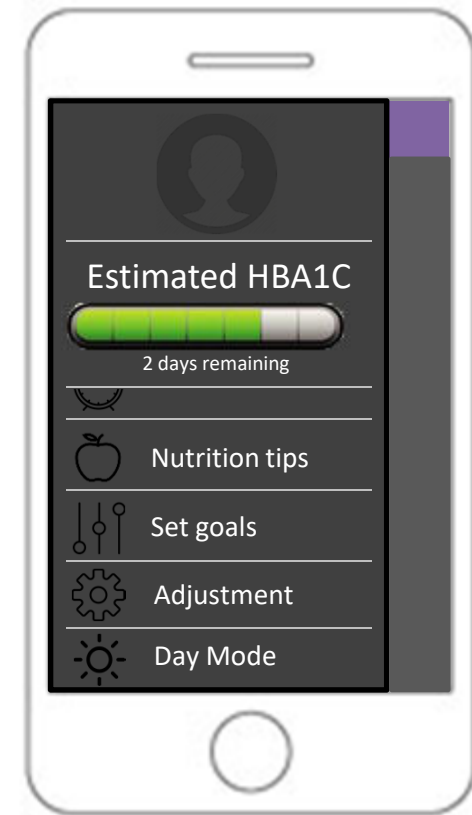 Estimated HBA1C
2 days remaining
Nutrition tips
Set goals
Adjustment
Day Mode